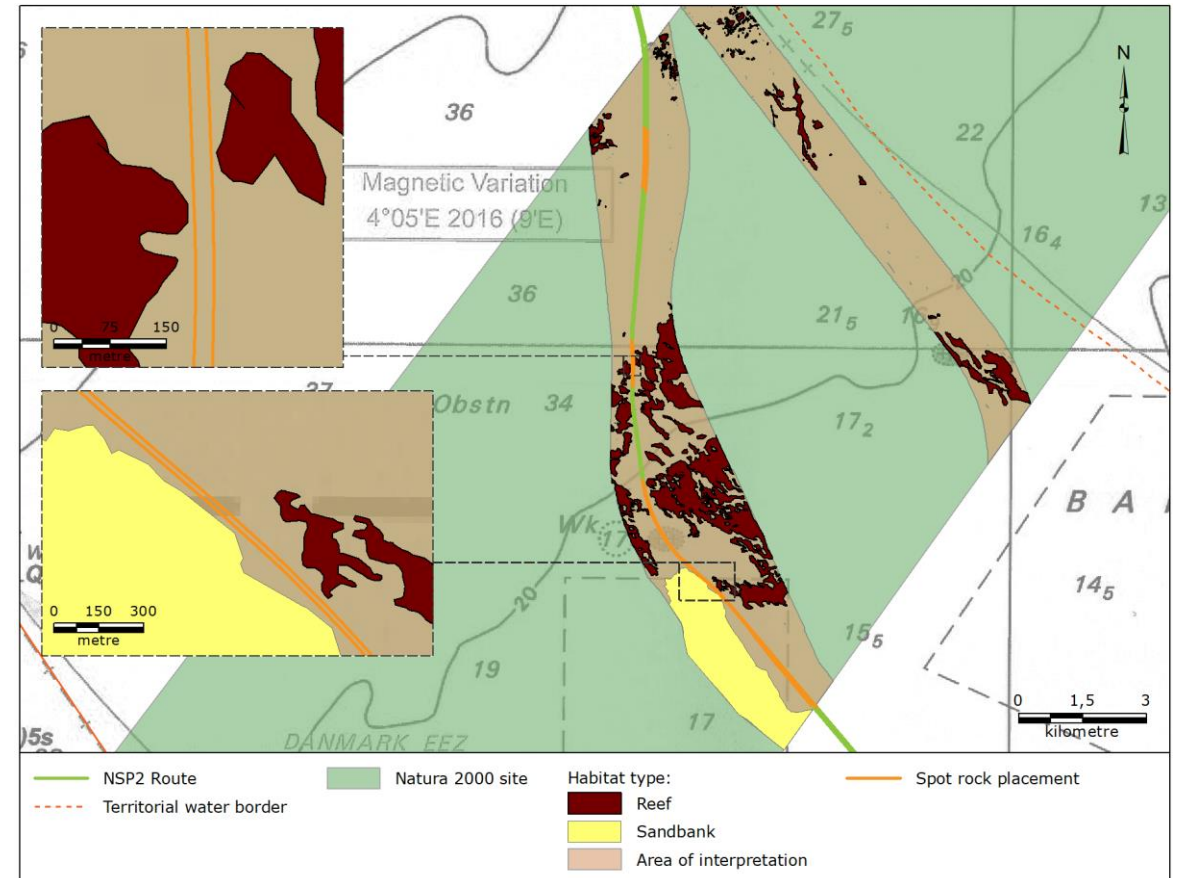 27₅
N
36
22
Magnetic Variation
4°05'E 2016 (9'E)
13
16₄
0 75 150
metre
36
20
21₅
Obstn 34
17₂
B A
Wk
17
0 150 300
metre
20
14₅
15₅
19
17
0 1,5 3
kilometre
DANMARK EEZ
NSP2 Route
Territorial water border
Natura 2000 site
Habitat type:
Reef
Sandbank
Area of interpretation
Spot rock placement